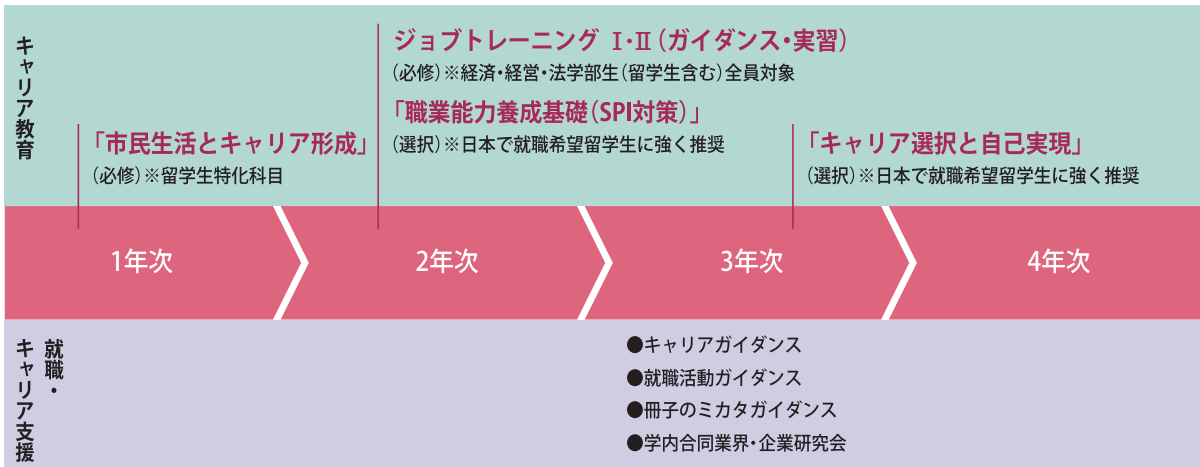 キャリア教育
ジョブトレーニング Ⅰ・Ⅱ(ガイダンス・実習)
(必修)※経済・経営・法学部生(留学生含む)全員対象
「職業能力養成基礎(SPI対策)」
(選択)※日本で就職希望留学生に強く推奨
「市民生活とキャリア形成」
(必修)※留学生特化科目
「キャリア選択と自己実現」
(選択)※日本で就職希望留学生に強く推奨
1年次
2年次
3年次
4年次
就職・
キャリア支援
●キャリアガイダンス
●就職活動ガイダンス
●冊子のミカタガイダンス
●学内合同業界・企業研究会